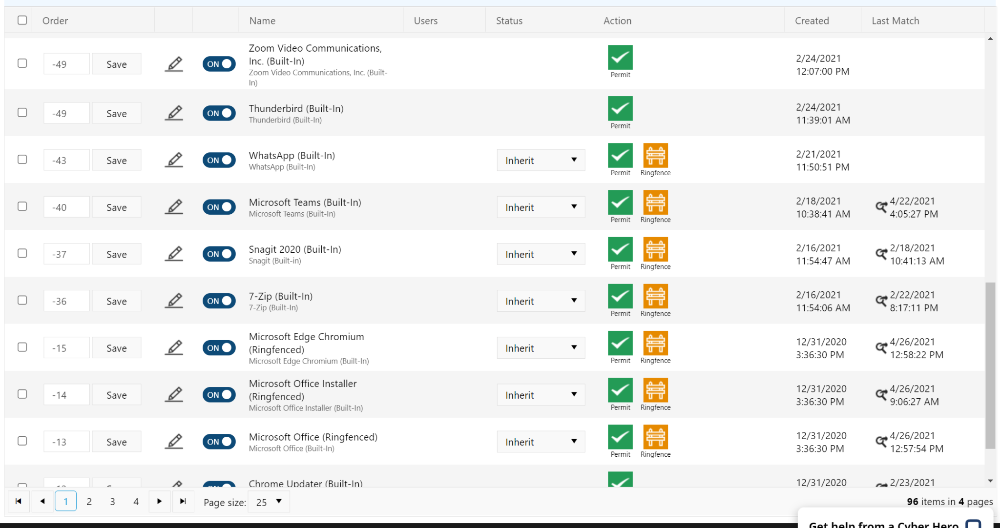 Order Name Users Status Action Created Last Match
-49 Save ON Zoom Video Communications,
Inc. (Built-In)
Zoom Video Communications, Inc. (Built-
In)
Permit
2/24/2021
12:07:00 PM
-49 Save ON Thunderbird (Built-In)
Thunderbird (Built-In)
Permit
2/24/2021
11:39:01 AM
-43 Save ON WhatsApp (Built-In)
WhatsApp (Built-In)
Inherit
Permit Ringfence
2/21/2021
11:50:51 PM
-40 Save ON Microsoft Teams (Built-In)
Microsoft Teams (Built-In)
Inherit
Permit Ringfence
2/18/2021
10:38:41 AM
4/22/2021
4:05:27 PM
-37 Save ON Snagit 2020 (Built-In)
Snagit (Built-in)
Inherit
Permit Ringfence
2/16/2021
11:54:47 AM
2/18/2021
10:41:13 AM
-36 Save ON 7-Zip (Built-In)
7-Zip (Built-In)
Inherit
Permit Ringfence
2/16/2021
11:54:06 AM
2/22/2021
8:17:11 PM
-15 Save ON Microsoft Edge Chromium
(Ringfenced)
Microsoft Edge Chromium (Built-In)
Inherit
Permit Ringfence
12/31/2020
3:36:30 PM
4/26/2021
12:58:22 PM
-14 Save ON Microsoft Office Installer
(Ringfenced)
Microsoft Office Installer (Built-In)
Inherit
Permit Ringfence
12/31/2020
3:36:30 PM
4/26/2021
9:06:27 AM
-13 Save ON Microsoft Office (Ringfenced)
Microsoft Office (Built-In)
Inherit
Permit Ringfence
12/31/2020
3:36:30 PM
4/26/2021
12:57:54 PM
Chrome Updater (Built-In)
12/31/2020
2/23/2021
1 2 3 4 Page size: 25 96 items in 4 pages
Get help from a Cyber Hero